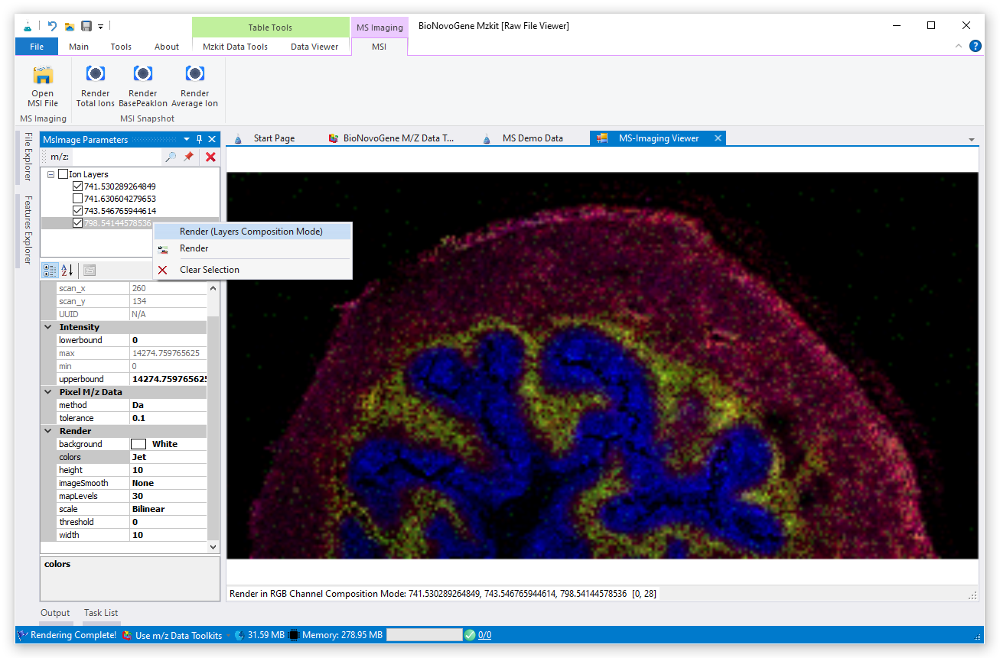 Table Tools
MS Imaging
BioNovoGene Mzkit [Raw File Viewer]
File
Main
Tools
About
Mzkit Data Tools
Data Viewer
MSI
?
Open
MSI File
Render
Total Ions
Render
BasePeakIon
Render
Average Ion
MS Imaging
MSI Snapshot
File Explorer
Features Explorer
MsImage Parameters
m/z:
Ion Layers
741.530289264849
741.630604279653
743.546765944614
798.54144578536
Render (Layers Composition Mode)
Render
Clear Selection
A
Z
scan_x 260
scan_y 134
UUID N/A
Intensity
lowerbound 0
max 14274.759765625
min 0
upperbound 14274.759765625
Pixel M/z Data
method Da
tolerance 0.1
Render
background White
colors Jet
height 10
imageSmooth None
mapLevels 30
scale Bilinear
threshold 0
width 10
colors
Start Page
BioNovoGene M/Z Data T...
MS Demo Data
MS-Imaging Viewer
Render in RGB Channel Composition Mode: 741.530289264849, 743.546765944614, 798.54144578536 [0, 28]
Output
Task List
Rendering Complete!
Use m/z Data Toolkits
31.59 MB
Memory: 278.95 MB
0/0